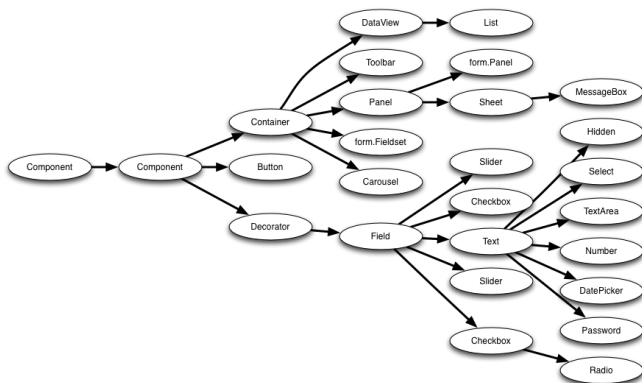 DataView
List
Toolbar
form.Panel
Panel
Sheet
MessageBox
Container
Hidden
form.Fieldset
Slider
Select
Component
Component
Button
Carousel
Checkbox
TextArea
Decorator
Field
Text
Number
Slider
DatePicker
Password
Checkbox
Radio